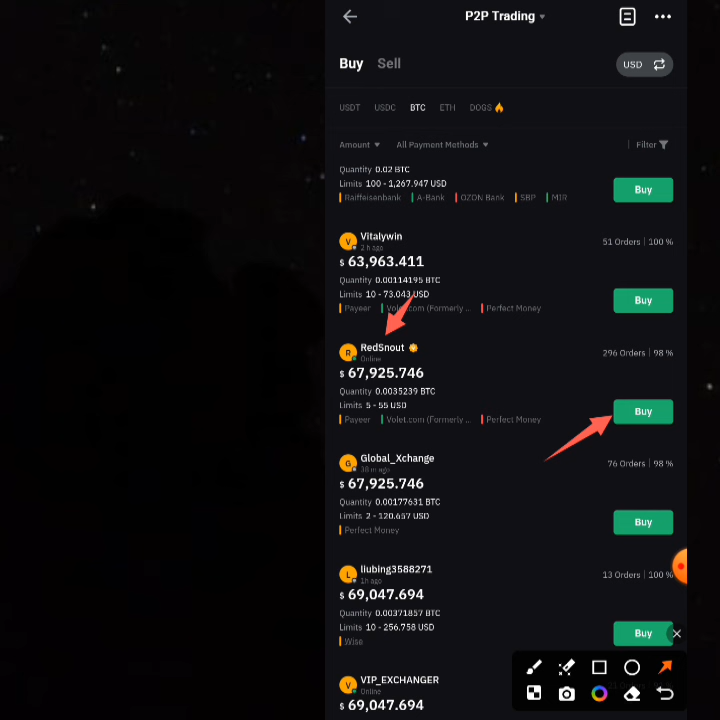 P2P Trading
Buy Sell USD
USDT USDC BTC ETH DOGS
Amount All Payment Methods Filter
Quantity 0.02 BTC
Limits 100 - 1,267.947 USD
Buy
Raiffeisenbank A-Bank OZON Bank SBP MIR
V Vitalywin 51 Orders | 100 %
2 h ago
$ 63,963.411
Quantity 0.00114195 BTC
Limits 10 - 73.043 USD
Buy
Payeer Volet.com (Formerly ... Perfect Money
R RedSnout 296 Orders | 98 %
Online
$ 67,925.746
Quantity 0.0035239 BTC
Limits 5 - 55 USD
Buy
Payeer Volet.com (Formerly ... Perfect Money
G Global_Xchange 76 Orders | 98 %
38 m ago
$ 67,925.746
Quantity 0.00177631 BTC
Limits 2 - 120.657 USD
Buy
Perfect Money
L liubing3588271 13 Orders | 100 %
1 h ago
$ 69,047.694
Quantity 0.00371857 BTC
Limits 10 - 256.758 USD
Buy
Wise
V VIP_EXCHANGER
Online
$ 69,047.694